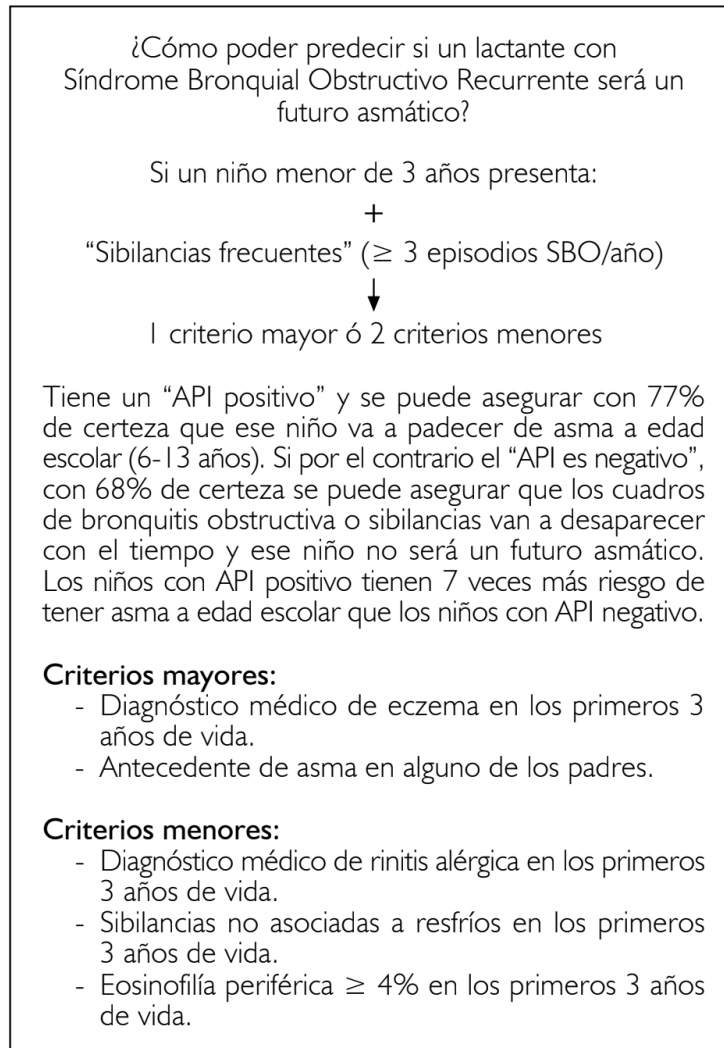 ¿Cómo poder predecir si un lactante con
Síndrome Bronquial Obstructivo Recurrente será un
futuro asmático?
Si un niño menor de 3 años presenta:
+
“Sibilancias frecuentes” (≥ 3 episodios SBO/año)
↓
1 criterio mayor ó 2 criterios menores
Tiene un “API positivo” y se puede asegurar con 77%
de certeza que ese niño va a padecer de asma a edad
escolar (6-13 años). Si por el contrario el “API es negativo”,
con 68% de certeza se puede asegurar que los cuadros
de bronquitis obstructiva o sibilancias van a desaparecer
con el tiempo y ese niño no será un futuro asmático.
Los niños con API positivo tienen 7 veces más riesgo de
tener asma a edad escolar que los niños con API negativo.
Criterios mayores:
- Diagnóstico médico de eczema en los primeros 3
años de vida.
- Antecedente de asma en alguno de los padres.
Criterios menores:
- Diagnóstico médico de rinitis alérgica en los primeros
3 años de vida.
- Sibilancias no asociadas a resfríos en los primeros
3 años de vida.
- Eosinofilía periférica ≥ 4% en los primeros 3 años
de vida.